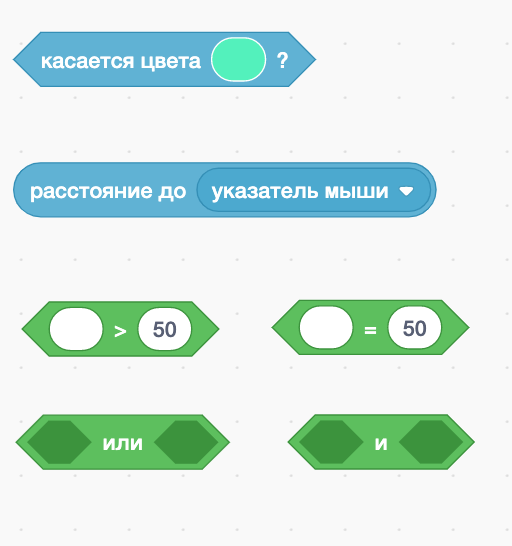 касается цвета ?
расстояние до указатель мыши
> 50
= 50
или
и